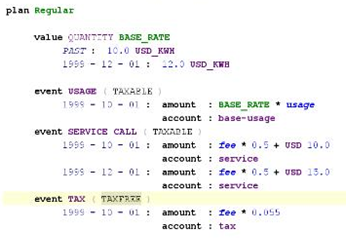 plan Regular
value QUANTITY BASE_RATE
PAST : 10.0 USD_KWH
1999 - 12 - 01 : 12.0 USD_KWH
event USAGE ( TAXABLE )
1999 - 10 - 01 : amount : BASE_RATE * usage
account : base-usage
event SERVICE CALL ( TAXABLE )
1999 - 10 - 01 : amount : fee * 0.5 + USD 10.0
account : service
1999 - 12 - 01 : amount : fee * 0.5 + USD 15.0
account : service
event TAX ( TAXFREE )
1999 - 10 - 01 : amount : fee * 0.055
account : tax